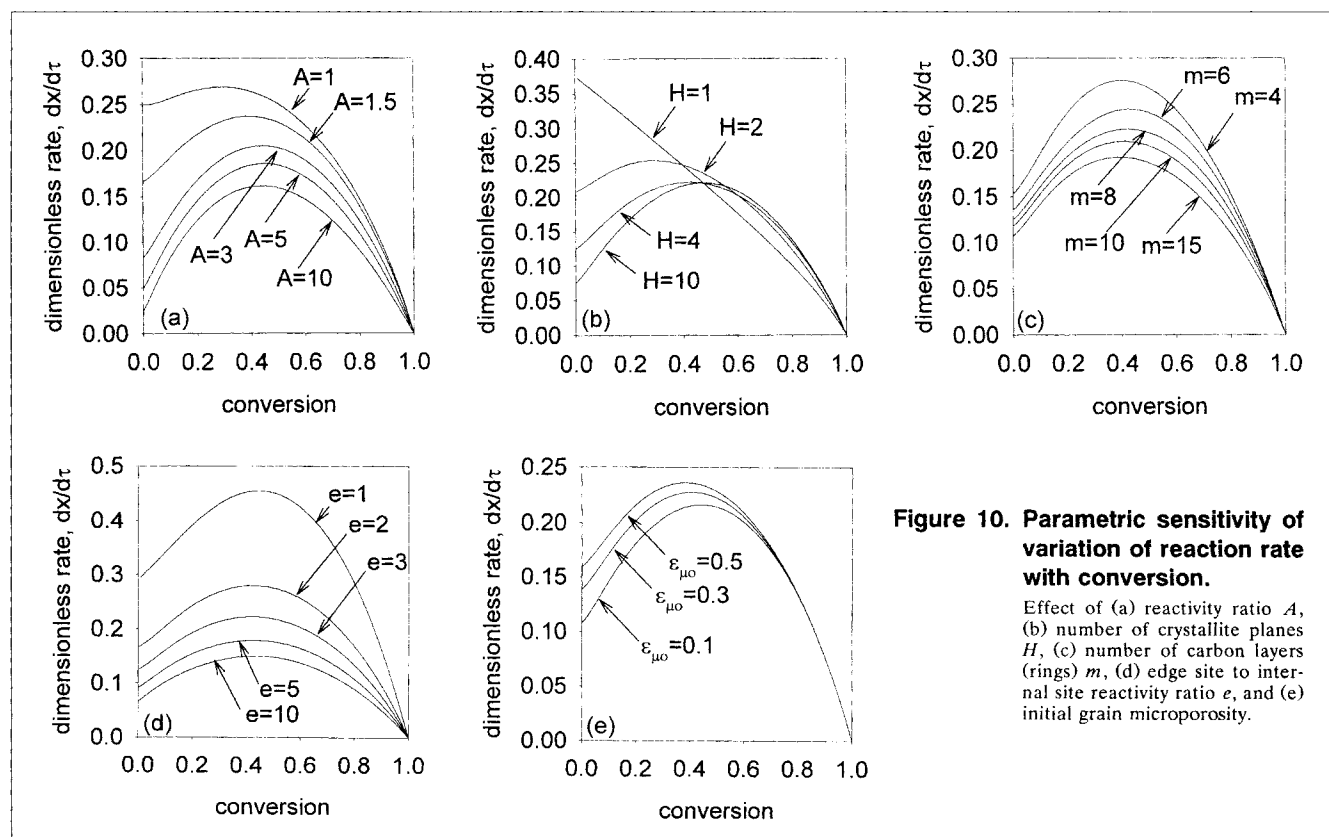 0.30
0.25
0.20
0.15
0.10
0.05
0.00
dimensionless rate, dx/dτ
A=1
A=1.5
A=3
A=5
A=10
(a)
0.0 0.2 0.4 0.6 0.8 1.0
conversion
0.40
0.35
0.30
0.25
0.20
0.15
0.10
0.05
0.00
dimensionless rate, dx/dτ
H=1
H=2
H=4
H=10
(b)
0.0 0.2 0.4 0.6 0.8 1.0
conversion
0.30
0.25
0.20
0.15
0.10
0.05
0.00
dimensionless rate, dx/dτ
m=6
m=4
m=8
m=10
m=15
(c)
0.0 0.2 0.4 0.6 0.8 1.0
conversion
0.5
0.4
0.3
0.2
0.1
0.0
dimensionless rate, dx/dτ
e=1
e=2
e=3
e=5
e=10
(d)
0.0 0.2 0.4 0.6 0.8 1.0
conversion
0.25
0.20
0.15
0.10
0.05
0.00
dimensionless rate, dx/dτ
εμo=0.5
εμo=0.3
εμo=0.1
(e)
0.0 0.2 0.4 0.6 0.8 1.0
conversion
Figure 10. Parametric sensitivity of
variation of reaction rate
with conversion.
Effect of (a) reactivity ratio A,
(b) number of crystallite planes
H, (c) number of carbon layers
(rings) m, (d) edge site to inter-
nal site reactivity ratio e, and (e)
initial grain microporosity.